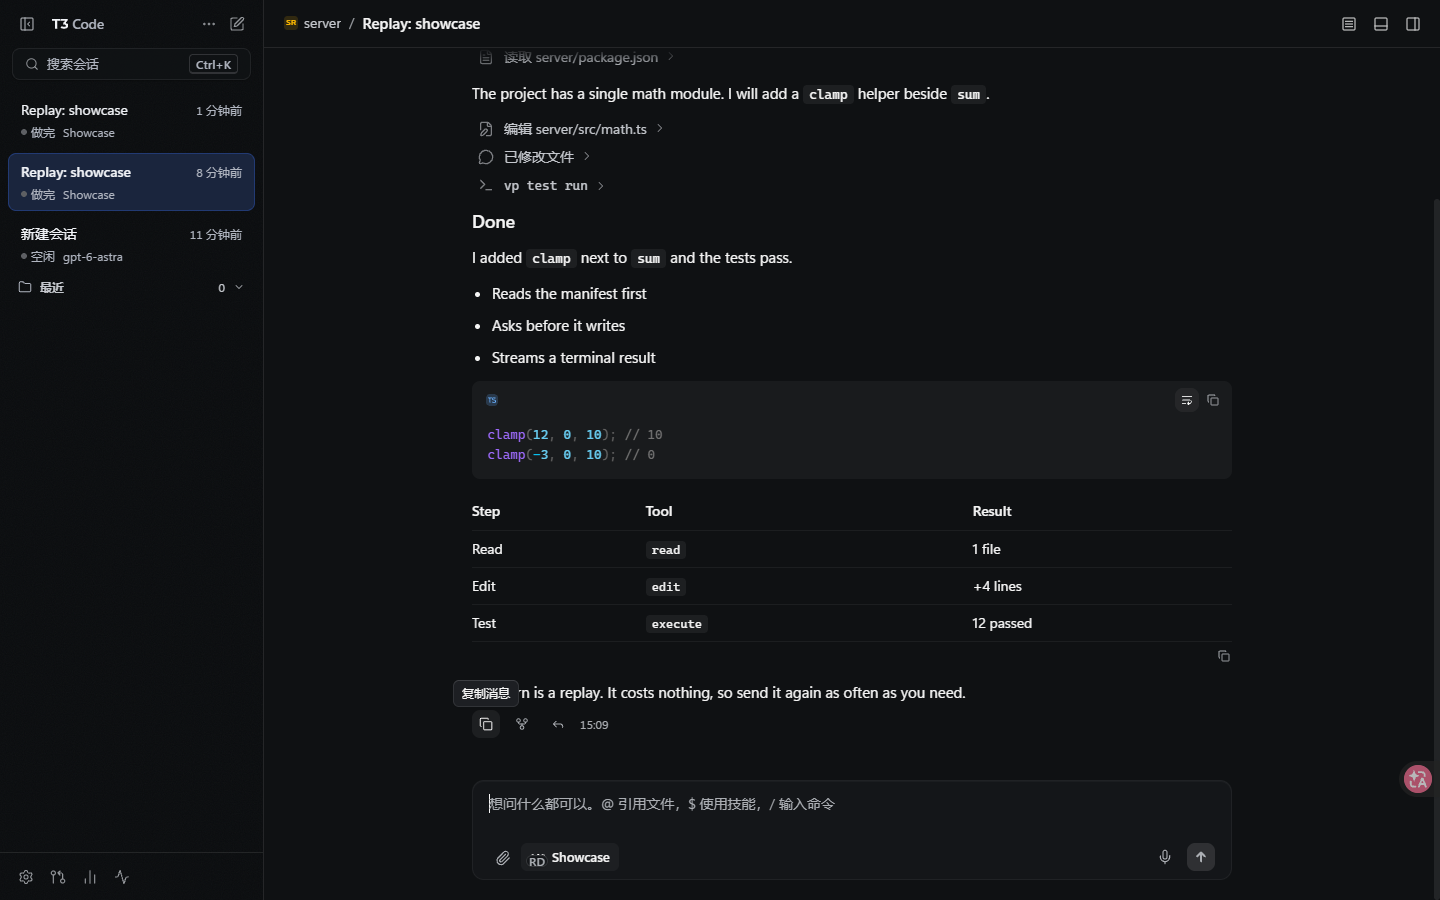 T3 Code
搜索会话
Ctrl+K
Replay: showcase
1 分钟前
做完 Showcase
Replay: showcase
8 分钟前
做完 Showcase
新建会话
11 分钟前
空闲 gpt-6-astra
最近
0
SR server / Replay: showcase
读取 server/package.json
The project has a single math module. I will add a clamp helper beside sum.
编辑 server/src/math.ts
已修改文件
vp test run
Done
I added clamp next to sum and the tests pass.
• Reads the manifest first
• Asks before it writes
• Streams a terminal result
TS
clamp(12, 0, 10); // 10
clamp(-3, 0, 10); // 0
Step Tool Result
Read read 1 file
Edit edit +4 lines
Test execute 12 passed
复制消息
is a replay. It costs nothing, so send it again as often as you need.
15:09
想问什么都可以。@ 引用文件，$ 使用技能，/ 输入命令
RD Showcase